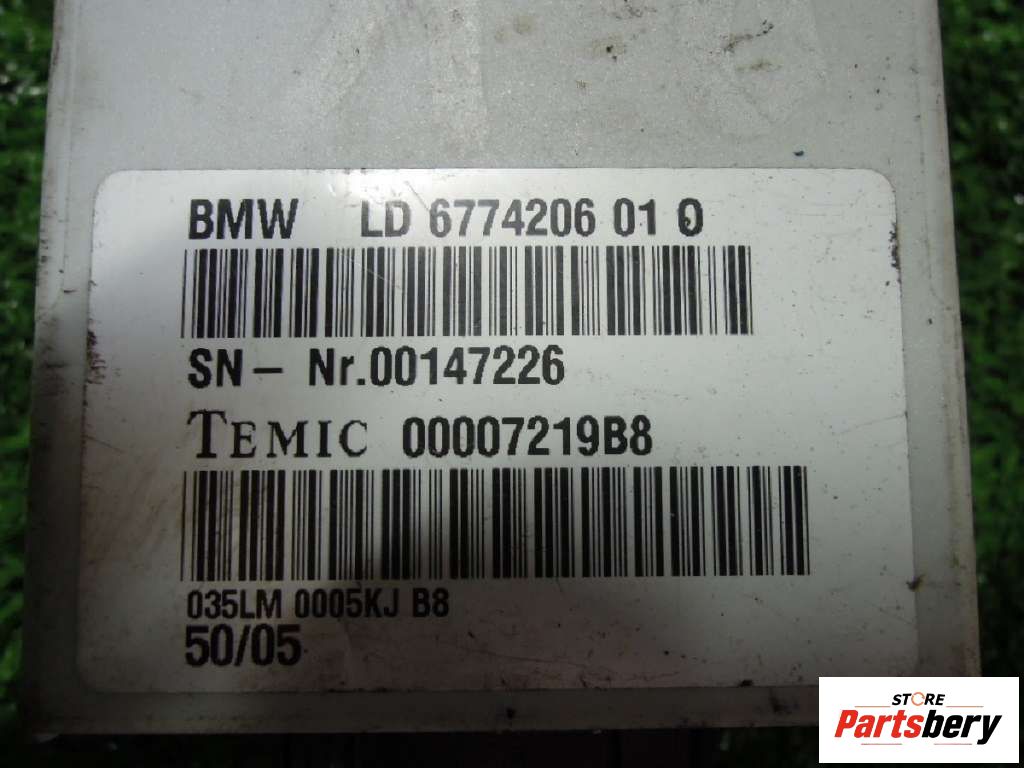 BMW LD 6774206 01 0
SN- Nr.00147226
TEMIC 00007219B8
035LM 0005KJ B8
50/05
STORE
Partsbery